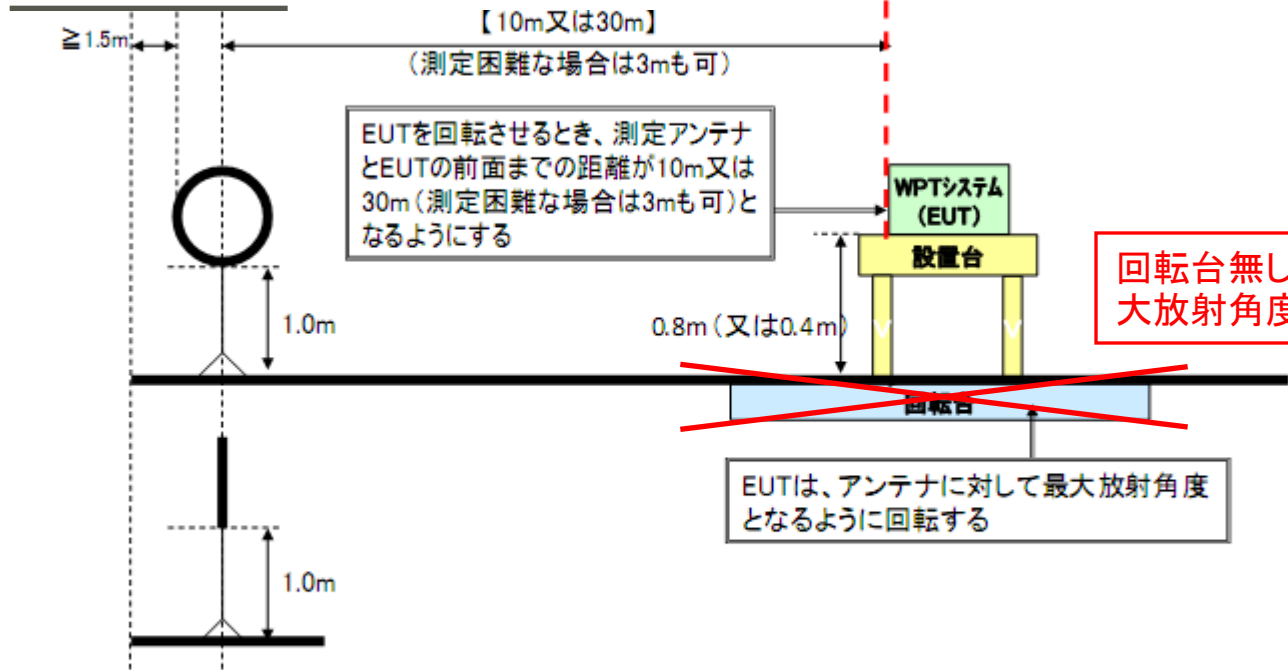 ≧1.5m
【10m又は30m】
(測定困難な場合は3mも可)
EUTを回転させるとき、測定アンテナ
とEUTの前面までの距離が10m又は
30m(測定困難な場合は3mも可)と
なるようにする
WPTシステム
(EUT)
設置台
回転台無し
大放射角度
1.0m
0.8m(又は0.4m)
V
V
回転台
EUTは、アンテナに対して最大放射角度
となるように回転する
1.0m